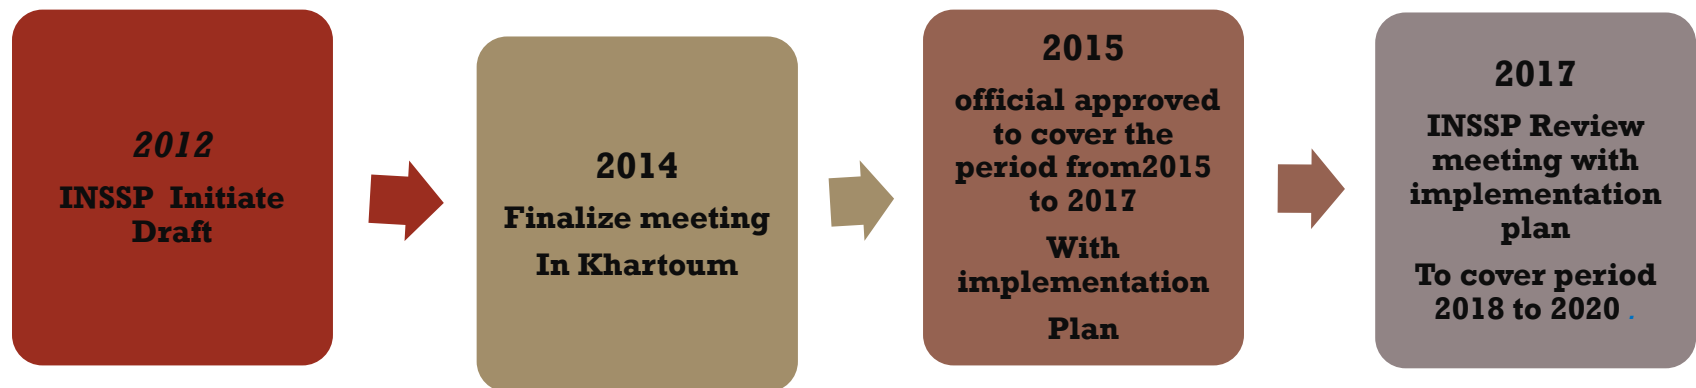 2012
INSSP Initiate
Draft
2014
Finalize meeting
In Khartoum
2015
official approved
to cover the
period from2015
to 2017
With
implementation
Plan
2017
INSSP Review
meeting with
implementation
plan
To cover period
2018 to 2020 .